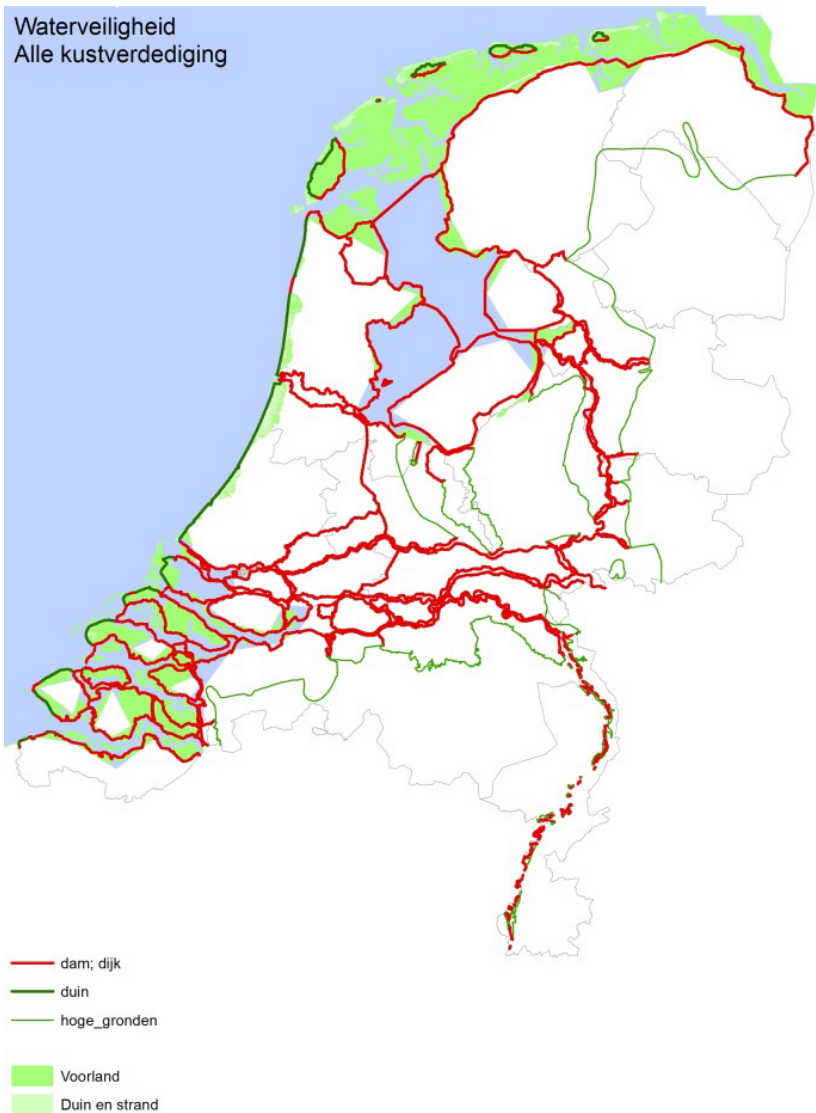 Waterveiligheid
Alle kustverdediging
dam; dijk
duin
hoge_gronden
Voorland
Duin en strand